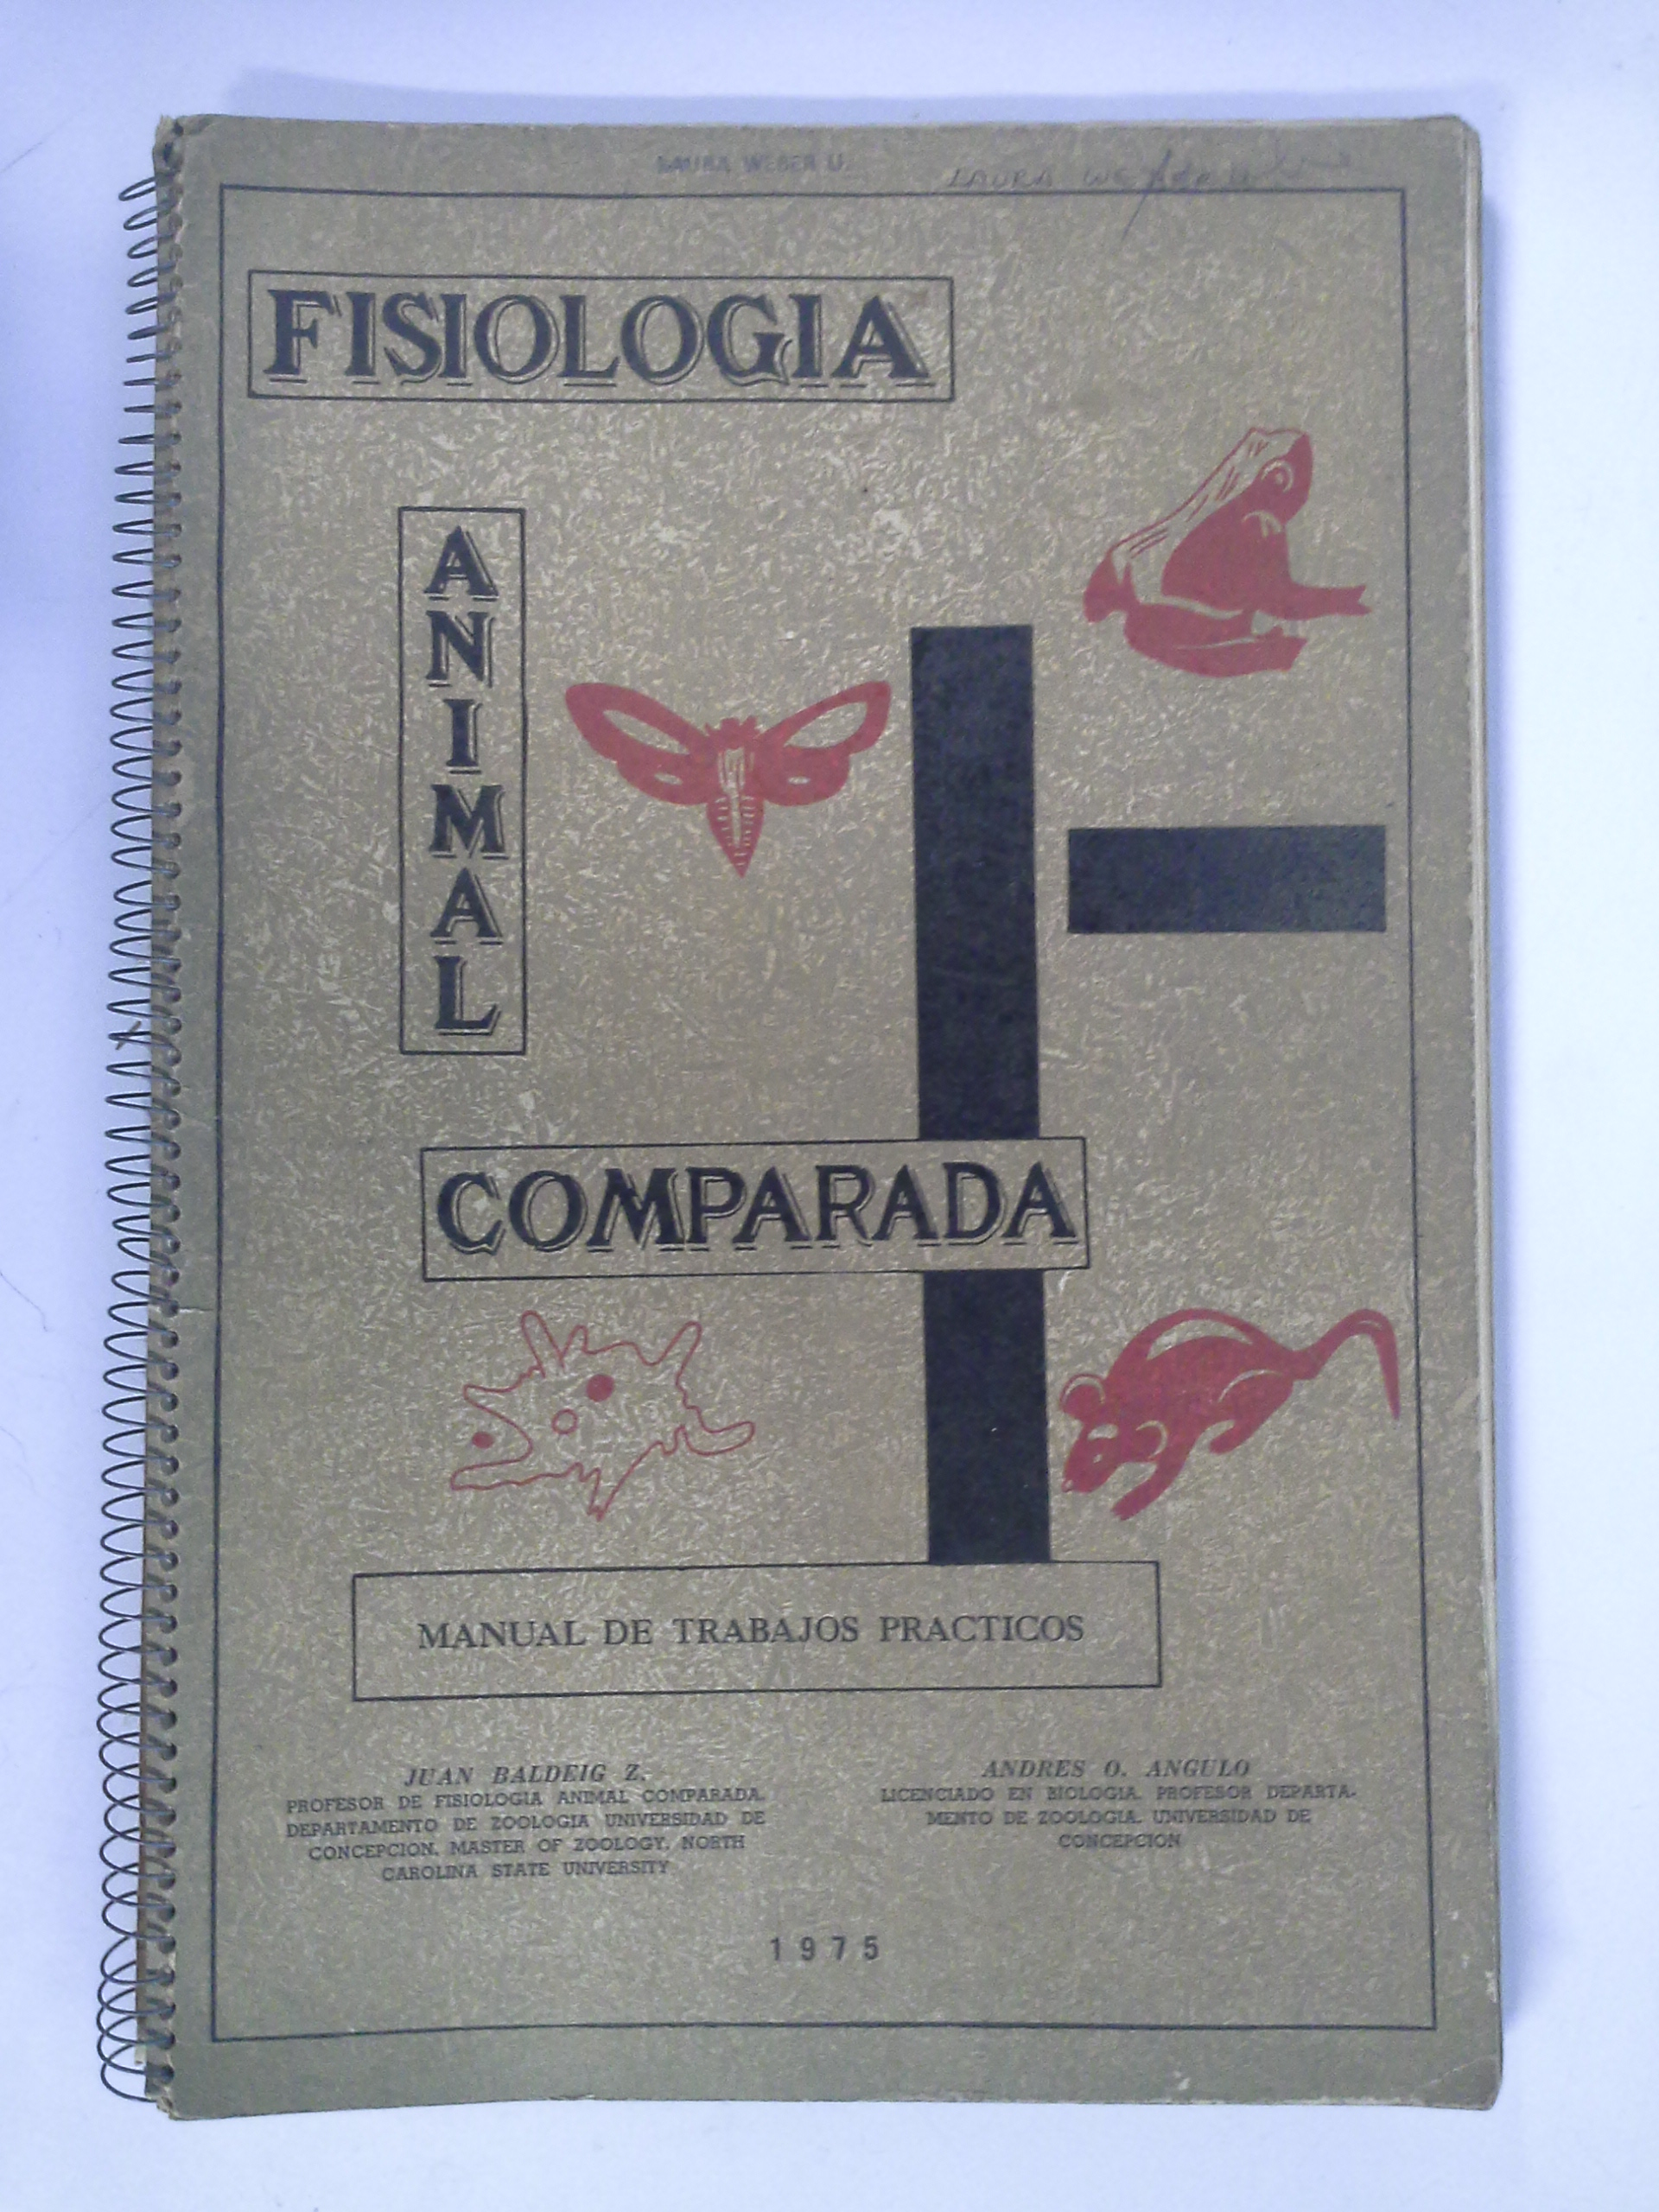 LAURA WEBER U.
LAURA WEBER U.
FISIOLOGIA
ANIMAL
COMPARADA
MANUAL DE TRABAJOS PRACTICOS
JUAN BALDEIG Z.
PROFESOR DE FISIOLOGIA ANIMAL COMPARADA.
DEPARTAMENTO DE ZOOLOGIA UNIVERSIDAD DE
CONCEPCION. MASTER OF ZOOLOGY. NORTH
CAROLINA STATE UNIVERSITY
ANDRES O. ANGULO
LICENCIADO EN BIOLOGIA. PROFESOR DEPARTA-
MENTO DE ZOOLOGIA. UNIVERSIDAD DE
CONCEPCION
1975